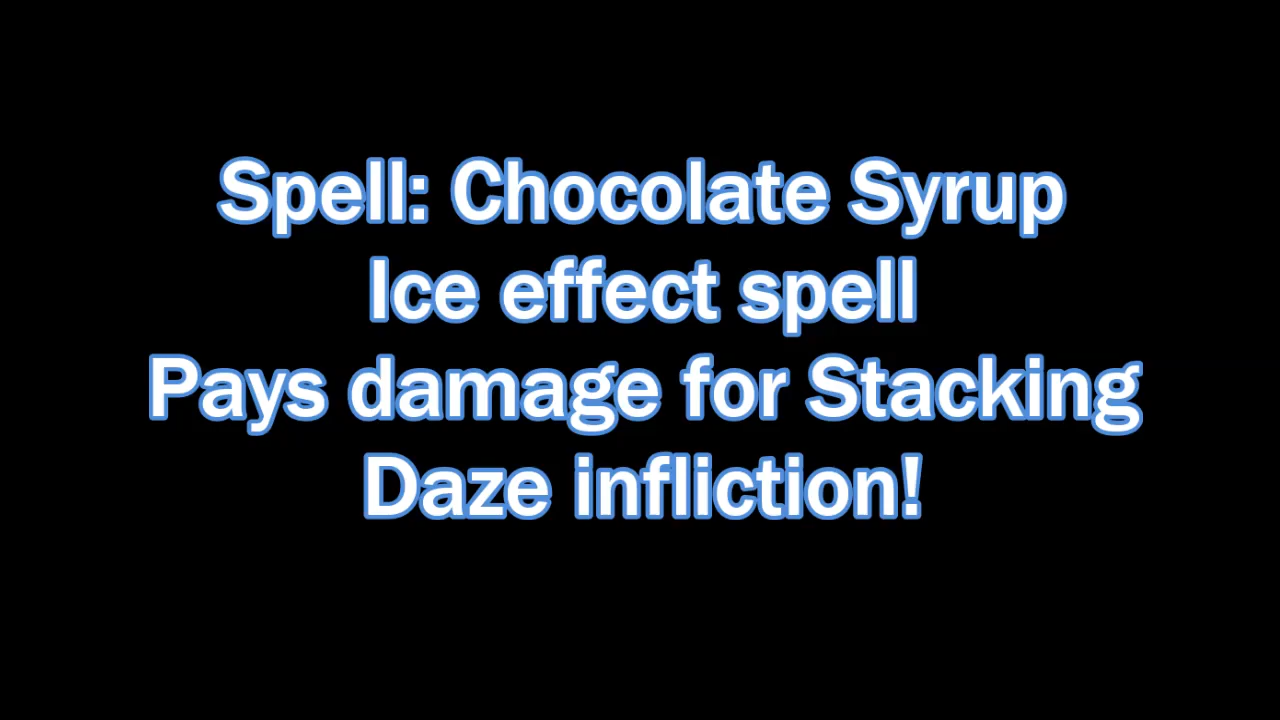 Spell: Chocolate Syrup
Ice effect spell
Pays damage for Stacking
Daze infliction!